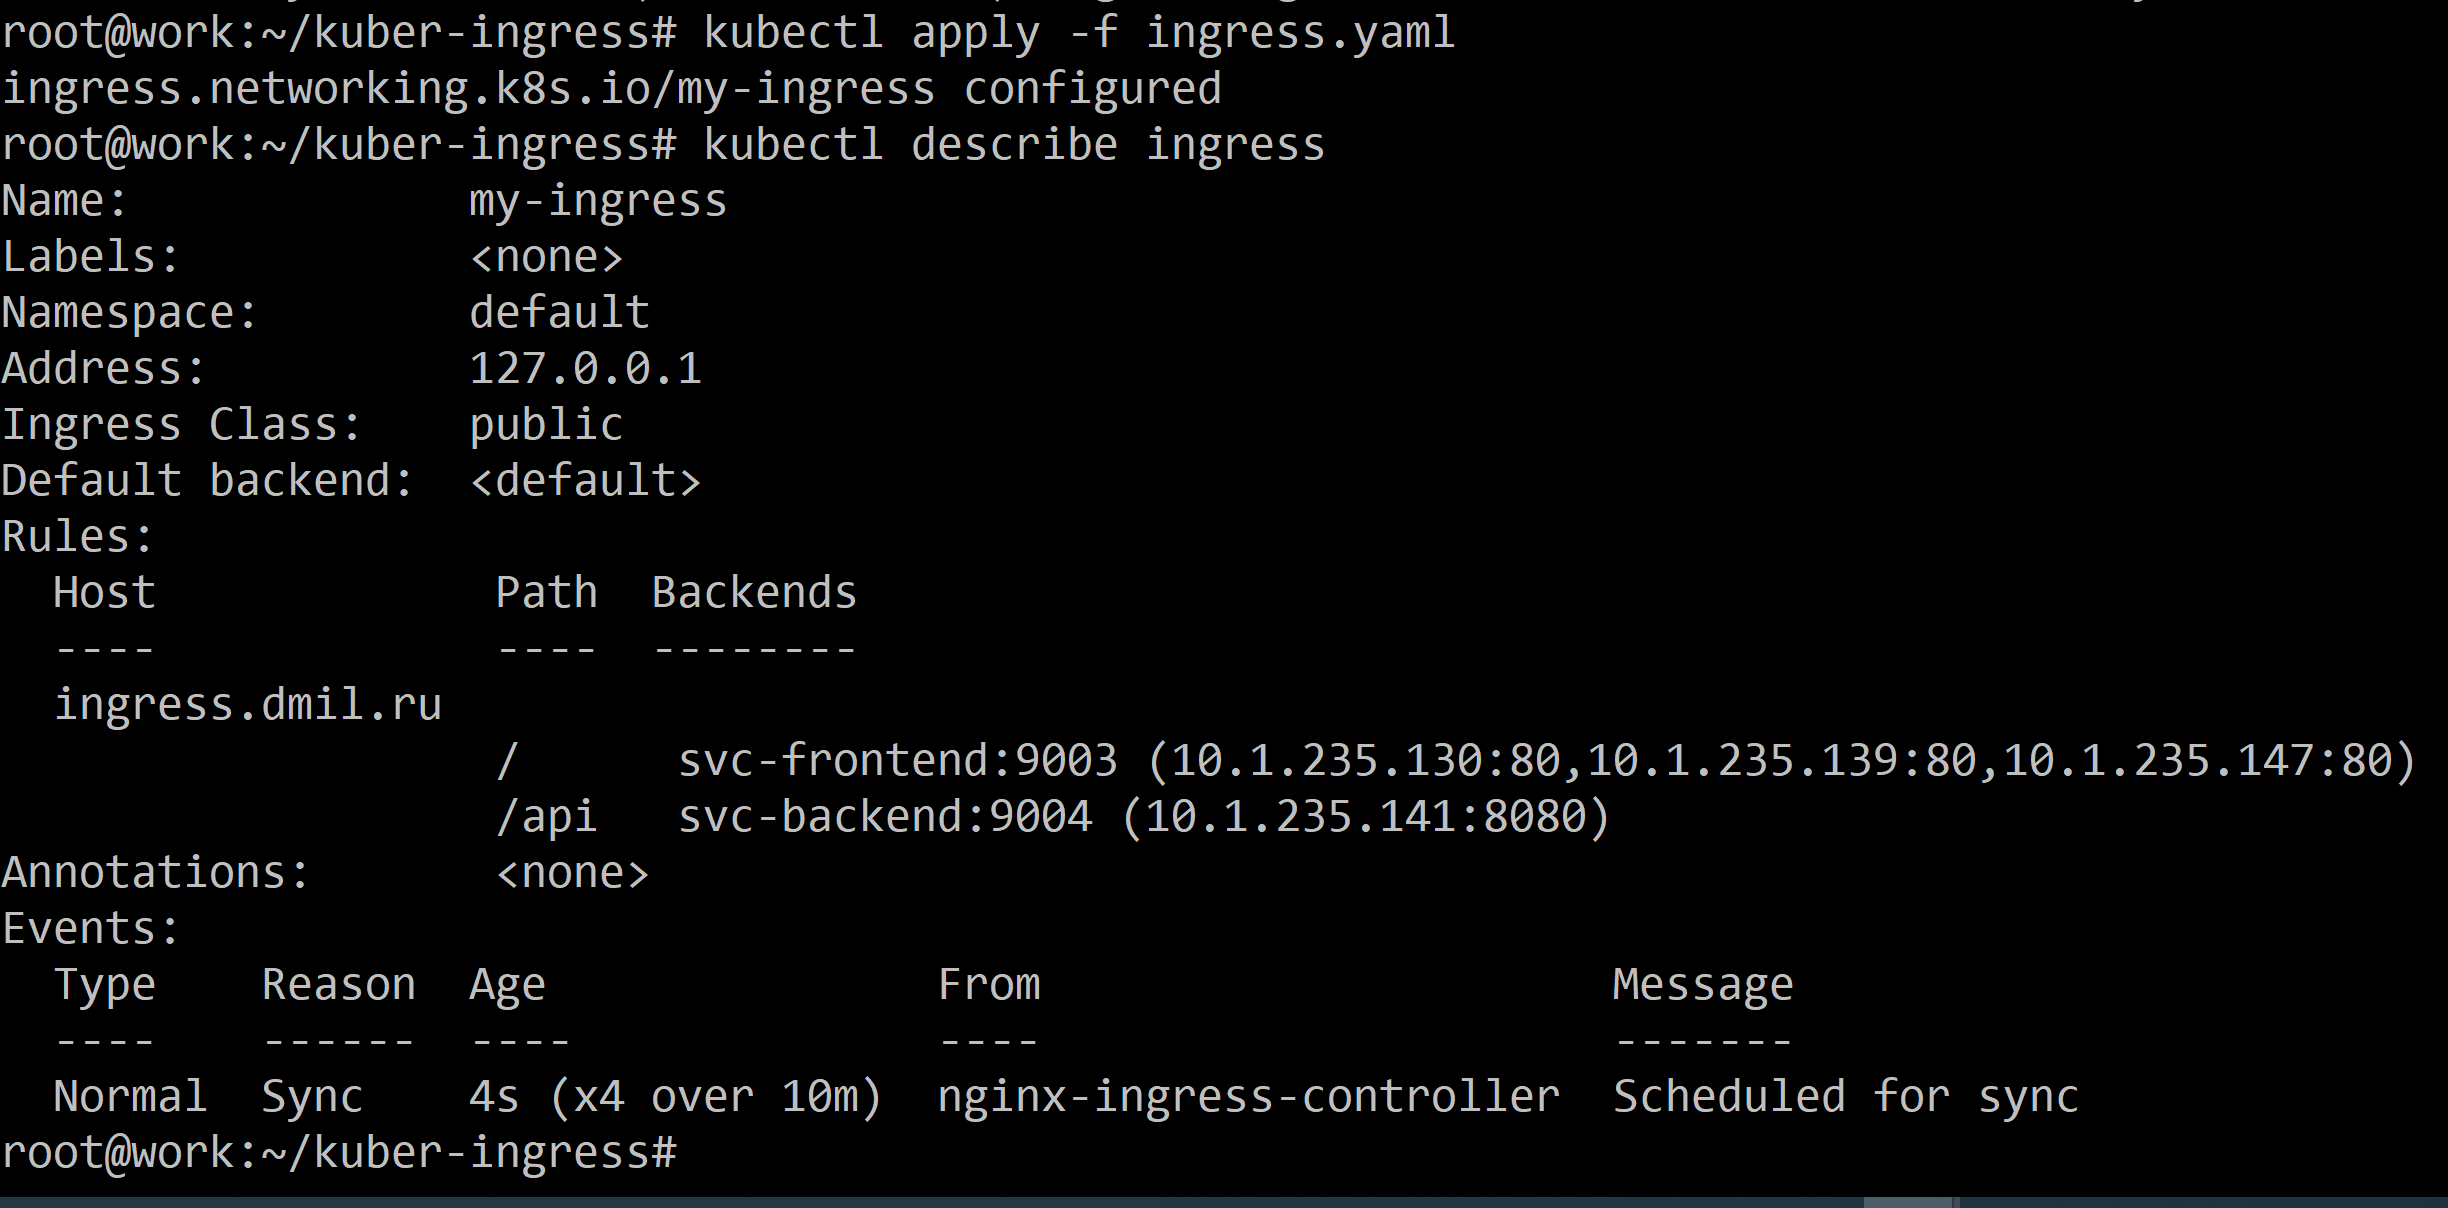 root@work:~/kuber-ingress# kubectl apply -f ingress.yaml
ingress.networking.k8s.io/my-ingress configured
root@work:~/kuber-ingress# kubectl describe ingress
Name:             my-ingress
Labels:           <none>
Namespace:        default
Address:          127.0.0.1
Ingress Class:    public
Default backend:  <default>
Rules:
  Host             Path  Backends
  ----             ----  --------
  ingress.dmil.ru
                   /      svc-frontend:9003 (10.1.235.130:80,10.1.235.139:80,10.1.235.147:80)
                   /api   svc-backend:9004 (10.1.235.141:8080)
Annotations:       <none>
Events:
  Type    Reason  Age               From                      Message
  ----    ------  ----              ----                      -------
  Normal  Sync    4s (x4 over 10m)  nginx-ingress-controller  Scheduled for sync
root@work:~/kuber-ingress#